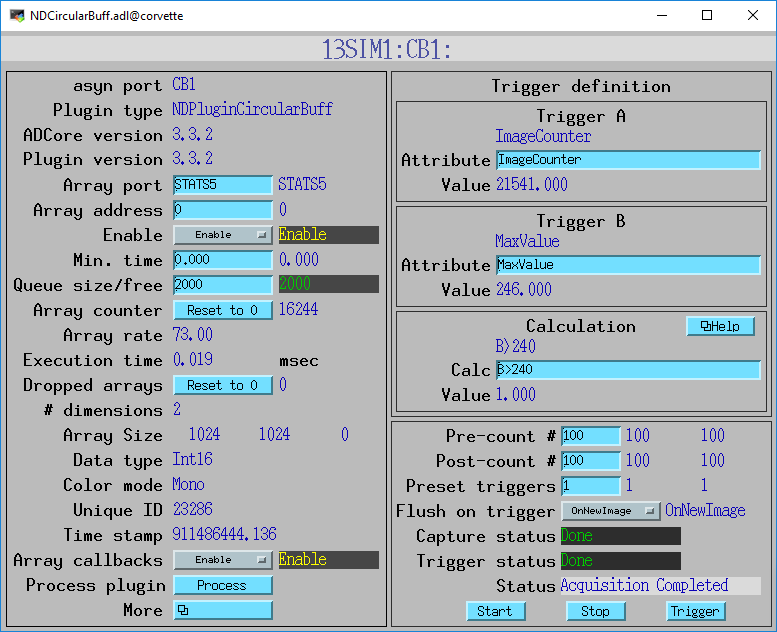 NDCircularBuff.adl@corvette
13SIM1:CB1:
asyn port CB1
Plugin type NDPluginCircularBuff
ADCore version 3.3.2
Plugin version 3.3.2
Array port STATS5 STATS5
Array address 0 0
Enable Enable Enable
Min. time 0.000 0.000
Queue size/free 2000 2000
Array counter Reset to 0 16244
Array rate 73.00
Execution time 0.019 msec
Dropped arrays Reset to 0 0
# dimensions 2
Array Size 1024 1024 0
Data type Int16
Color mode Mono
Unique ID 23286
Time stamp 911486444.136
Array callbacks Enable Enable
Process plugin Process
More
Trigger definition
Trigger A
ImageCounter
Attribute ImageCounter
Value 21541.000
Trigger B
MaxValue
Attribute MaxValue
Value 246.000
Calculation Help
B>240
Calc B>240
Value 1.000
Pre-count # 100 100 100
Post-count # 100 100 100
Preset triggers 1 1 1
Flush on trigger OnNewImage OnNewImage
Capture status Done
Trigger status Done
Status Acquisition Completed
Start Stop Trigger